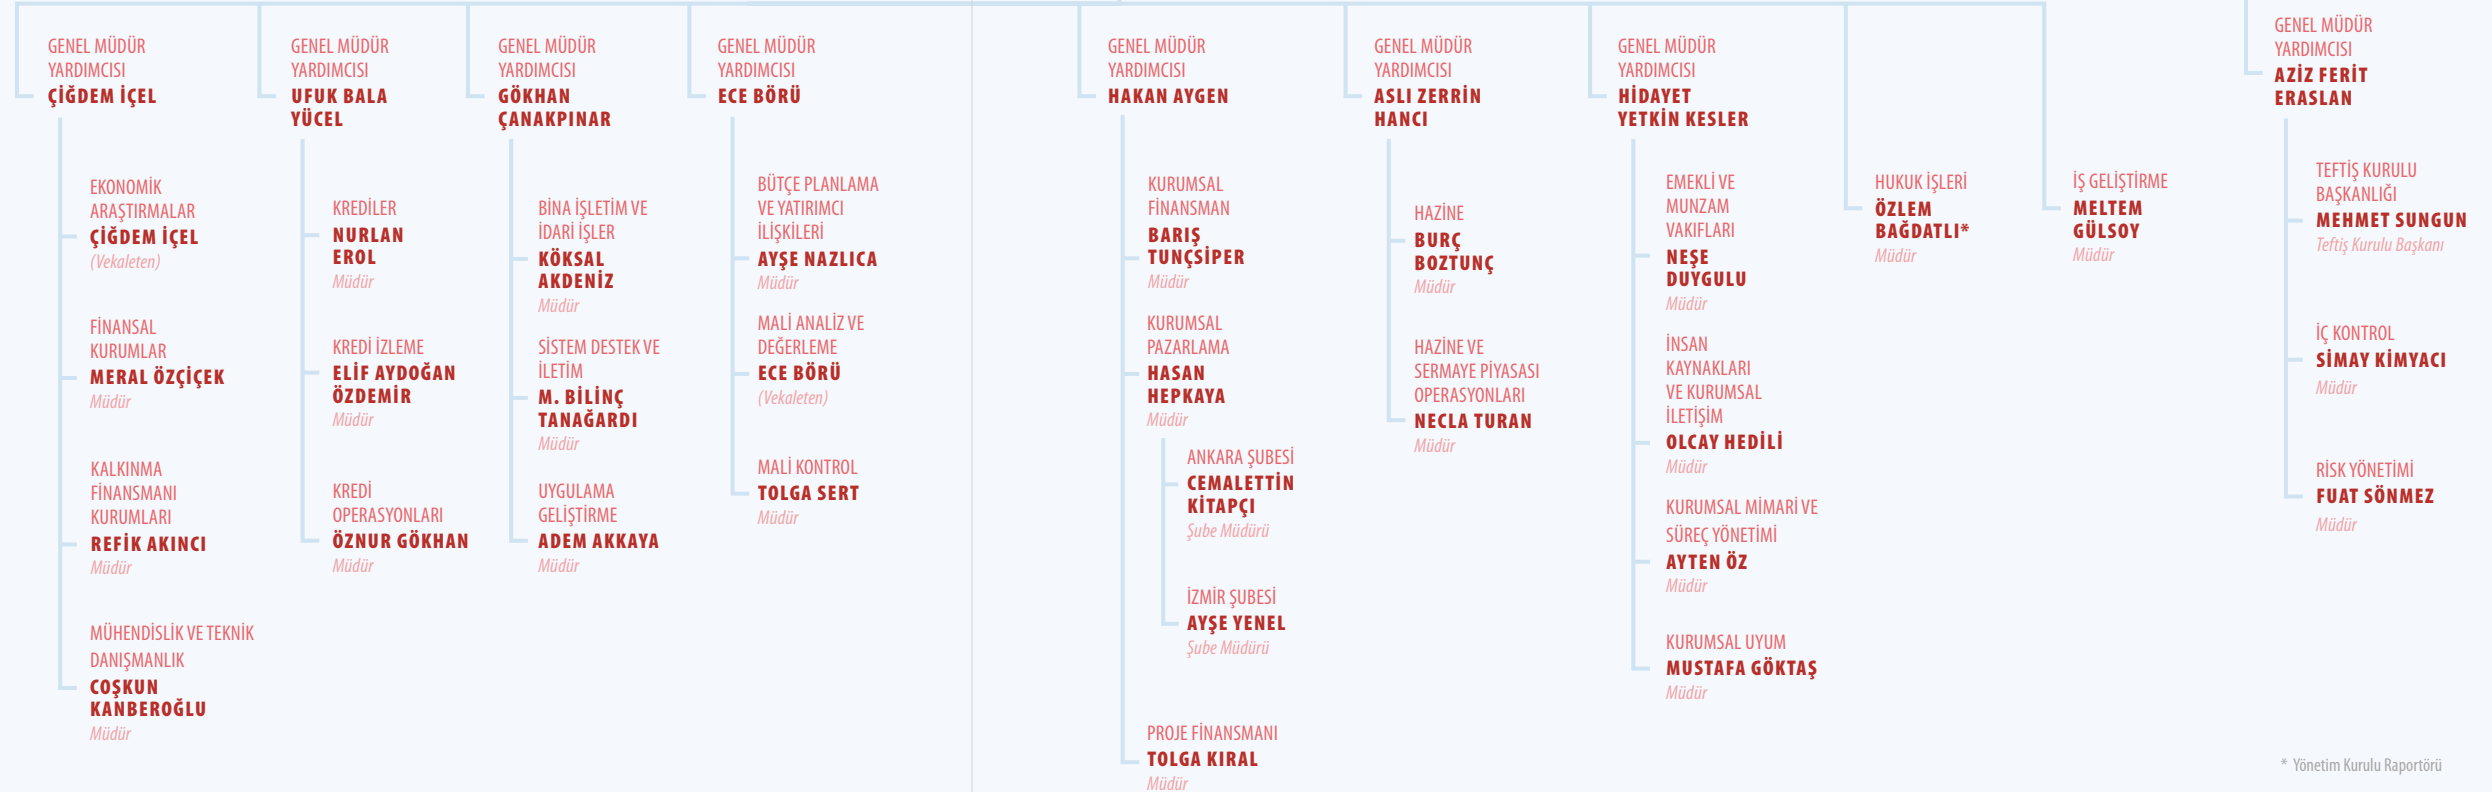 GENEL MÜDÜR
YARDIMCISI
ÇİĞDEM İÇEL
EKONOMİK
ARAŞTIRMALAR
ÇİĞDEM İÇEL
(Vekaleten)
FİNANSAL
KURUMLAR
MERAL ÖZÇİÇEK
Müdür
KALKINMA
FİNANSMANI
KURUMLARI
REFİK AKINCI
Müdür
MÜHENDİSLİK VE TEKNİK
DANIŞMANLIK
COŞKUN
KANBEROĞLU
Müdür
GENEL MÜDÜR
YARDIMCISI
UFUK BALA
YÜCEL
KREDİLER
NURLAN
EROL
Müdür
KREDİ İZLEME
ELİF AYDOĞAN
ÖZDEMİR
Müdür
KREDİ
OPERASYONLARI
ÖZNUR GÖKHAN
Müdür
GENEL MÜDÜR
YARDIMCISI
GÖKHAN
ÇANAKPINAR
BİNA İŞLETİM VE
İDARİ İŞLER
KÖKSAL
AKDENİZ
Müdür
SİSTEM DESTEK VE
İLETİM
M. BİLİNÇ
TANAĞARDI
Müdür
UYGULAMA
GELİŞTİRME
ADEM AKKAYA
Müdür
GENEL MÜDÜR
YARDIMCISI
ECE BÖRÜ
BÜTÇE PLANLAMA
VE YATIRIMCI
İLİŞKİLERİ
AYŞE NAZLICA
Müdür
MALİ ANALİZ VE
DEĞERLEME
ECE BÖRÜ
(Vekaleten)
MALİ KONTROL
TOLGA SERT
Müdür
GENEL MÜDÜR
YARDIMCISI
HAKAN AYGEN
KURUMSAL
FİNANSMAN
BARIŞ
TUNÇSİPER
Müdür
KURUMSAL
PAZARLAMA
HASAN
HEPKAYA
Müdür
ANKARA ŞUBESİ
CEMALETTİN
KİTAPÇI
Şube Müdürü
İZMİR ŞUBESİ
AYŞE YENEL
Şube Müdürü
PROJE FİNANSMANI
TOLGA KIRAL
Müdür
GENEL MÜDÜR
YARDIMCISI
ASLI ZERRİN
HANCI
HAZİNE
BURÇ
BOZTUNÇ
Müdür
HAZİNE VE
SERMAYE PİYASASI
OPERASYONLARI
NECLA TURAN
Müdür
GENEL MÜDÜR
YARDIMCISI
HİDAYET
YETKİN KESLER
EMEKLİ VE
MUNZAM
VAKIFLARI
NEŞE
DUYGULU
Müdür
İNSAN
KAYNAKLARI
VE KURUMSAL
İLETİŞİM
OLCAY HEDİLİ
Müdür
KURUMSAL MİMARİ VE
SÜREÇ YÖNETİMİ
AYTEN ÖZ
Müdür
KURUMSAL UYUM
MUSTAFA GÖKTAŞ
Müdür
HUKUK İŞLERİ
ÖZLEM
BAĞDATLI*
Müdür
İŞ GELİŞTİRME
MELTEM
GÜLSOY
Müdür
GENEL MÜDÜR
YARDIMCISI
AZİZ FERİT
ERASLAN
TEFTİŞ KURULU
BAŞKANLIĞI
MEHMET SUNGUN
Teftiş Kurulu Başkanı
İÇ KONTROL
SİMAY KİMYACI
Müdür
RİSK YÖNETİMİ
FUAT SÖNMEZ
Müdür
* Yönetim Kurulu Raportörü